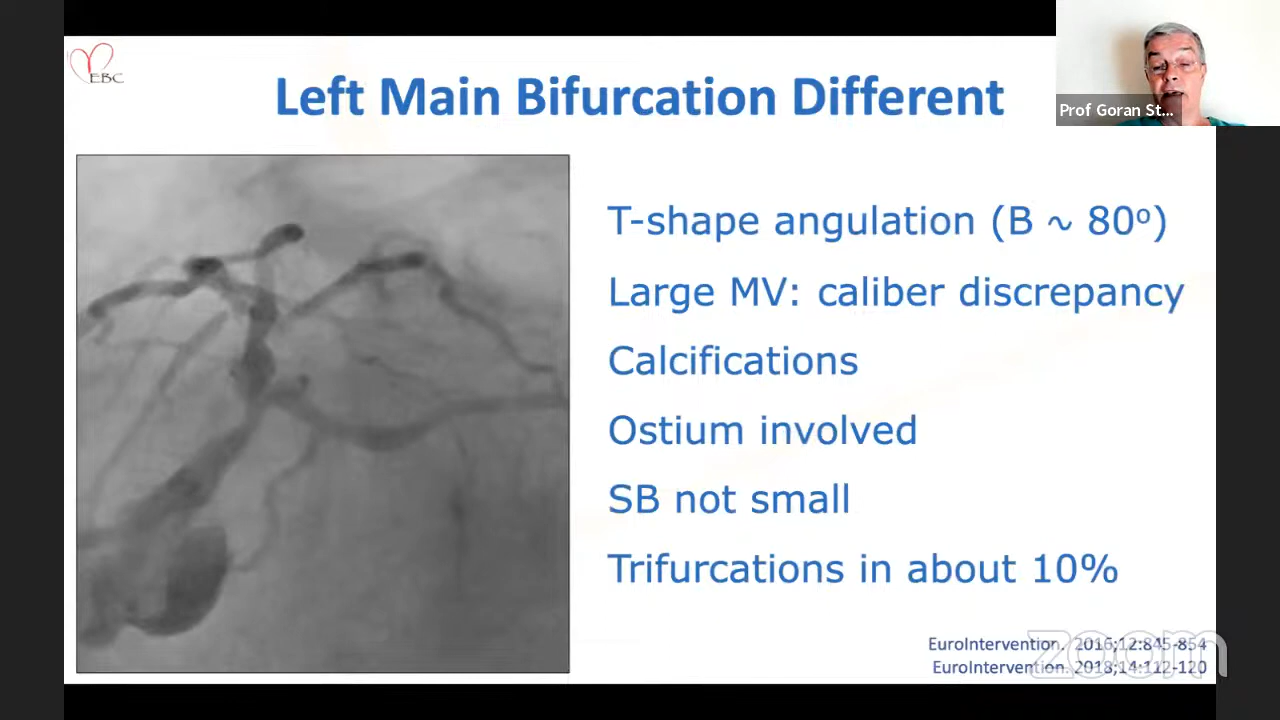 EBC
Left Main Bifurcation Different
Prof Goran St...
T-shape angulation (B ~ 80º)
Large MV: caliber discrepancy
Calcifications
Ostium involved
SB not small
Trifurcations in about 10%
EuroIntervention. 2016;12:845-854
EuroIntervention. 2018;14:112-120
zoom